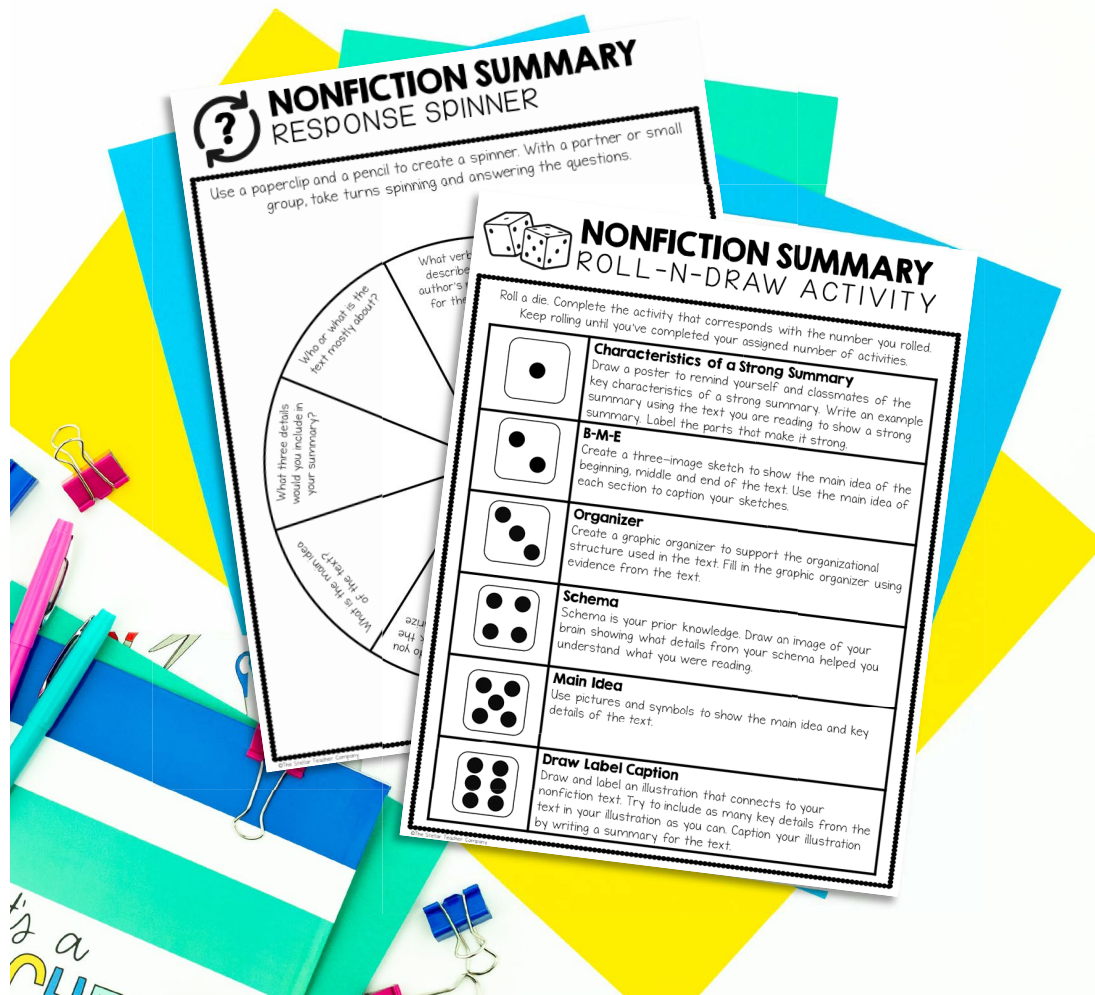 ?
NONFICTION SUMMARY
RESPONSE SPINNER
Use a paperclip and a pencil to create a spinner. With a partner or small
group, take turns spinning and answering the questions.
What verb
describe
author's
for the
Who or what is the
text mostly about?
What three details
would you include in
your summary?
What is the main idea
of the text?
you
the
©The Stellar Teacher Company
NONFICTION SUMMARY
ROLL-N-DRAW ACTIVITY
Roll a die. Complete the activity that corresponds with the number you rolled.
Keep rolling until you've completed your assigned number of activities.
Characteristics of a Strong Summary
Draw a poster to remind yourself and classmates of the
key characteristics of a strong summary. Write an example
summary using the text you are reading to show a strong
summary. Label the parts that make it strong.
B-M-E
Create a three-image sketch to show the main idea of the
beginning, middle and end of the text. Use the main idea of
each section to caption your sketches.
Organizer
Create a graphic organizer to support the organizational
structure used in the text. Fill in the graphic organizer using
evidence from the text.
Schema
Schema is your prior knowledge. Draw an image of your
brain showing what details from your schema helped you
understand what you were reading.
Main Idea
Use pictures and symbols to show the main idea and key
details of the text.
Draw Label Caption
Draw and label an illustration that connects to your
nonfiction text. Try to include as many key details from the
text in your illustration as you can. Caption your illustration
by writing a summary for the text.
©The Stellar Teacher Company
's a